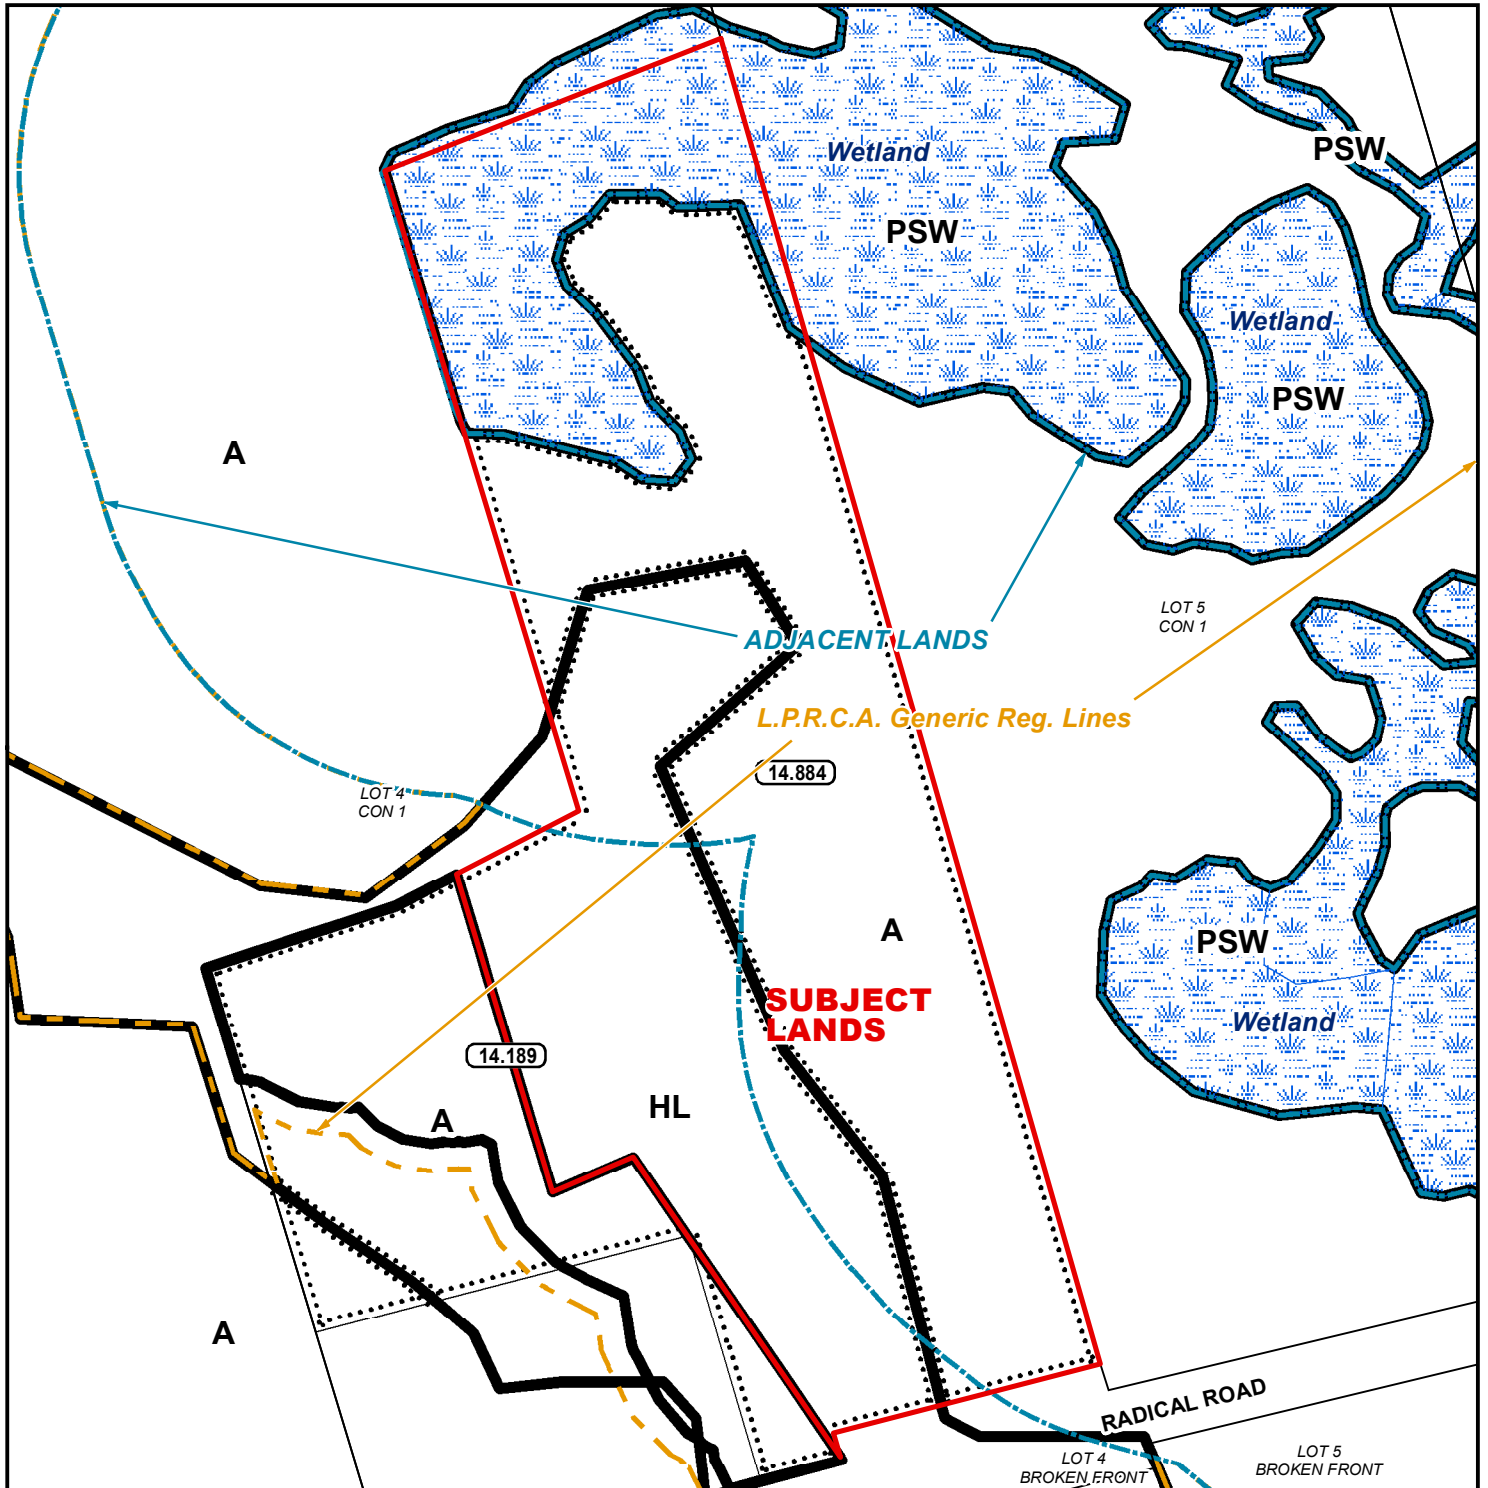 PSW
Wetland
PSW
Wetland
PSW
A
LOT 5
CON 1
ADJACENT LANDS
L.P.R.C.A. Generic Reg. Lines
14.884
LOT 4
CON 1
A
PSW
SUBJECT
LANDS
Wetland
14.189
HL
A
A
RADICAL ROAD
LOT 4
BROKEN FRONT
LOT 5
BROKEN FRONT